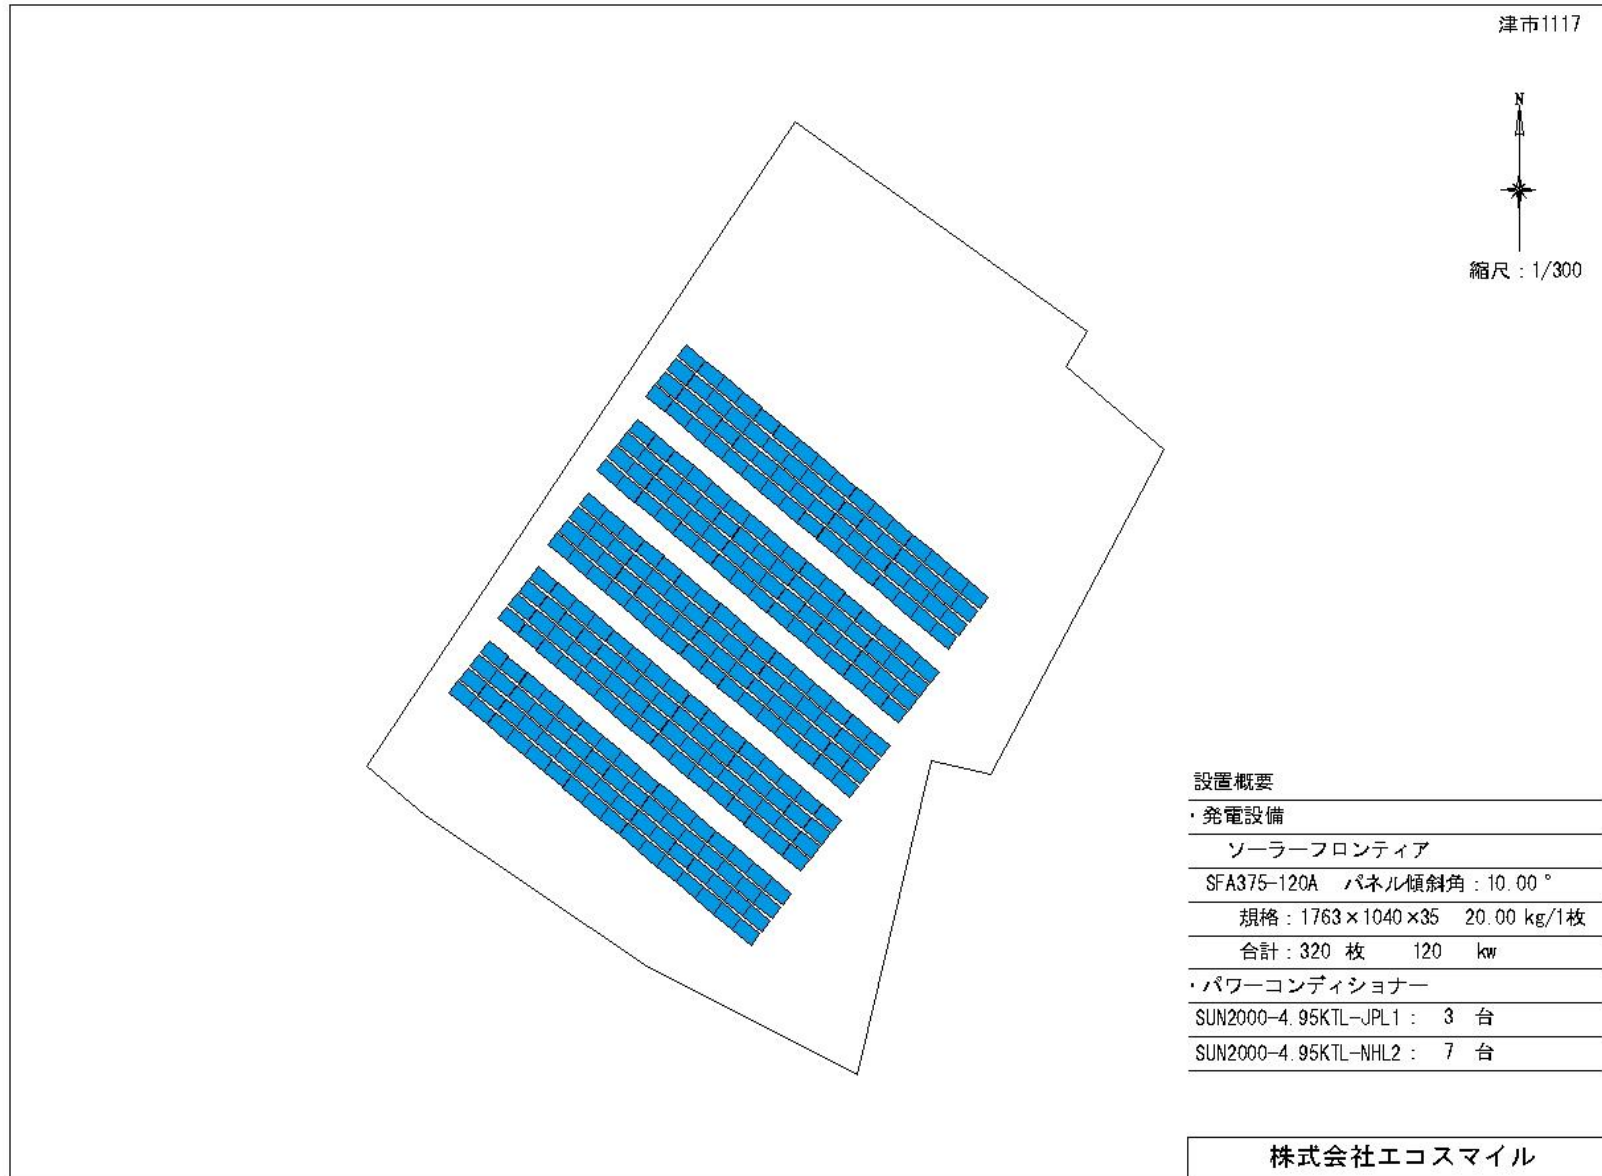 津市1117
N
縮尺：1/300
設置概要
・発電設備
ソーラーフロンティア
SFA375-120A パネル傾斜角：10.00°
規格：1763×1040×35 20.00 kg/1枚
合計：320 枚 120 kw
・パワーコンディショナー
SUN2000-4.95KTL-JPL1： 3 台
SUN2000-4.95KTL-NHL2： 7 台
株式会社エコスマイル